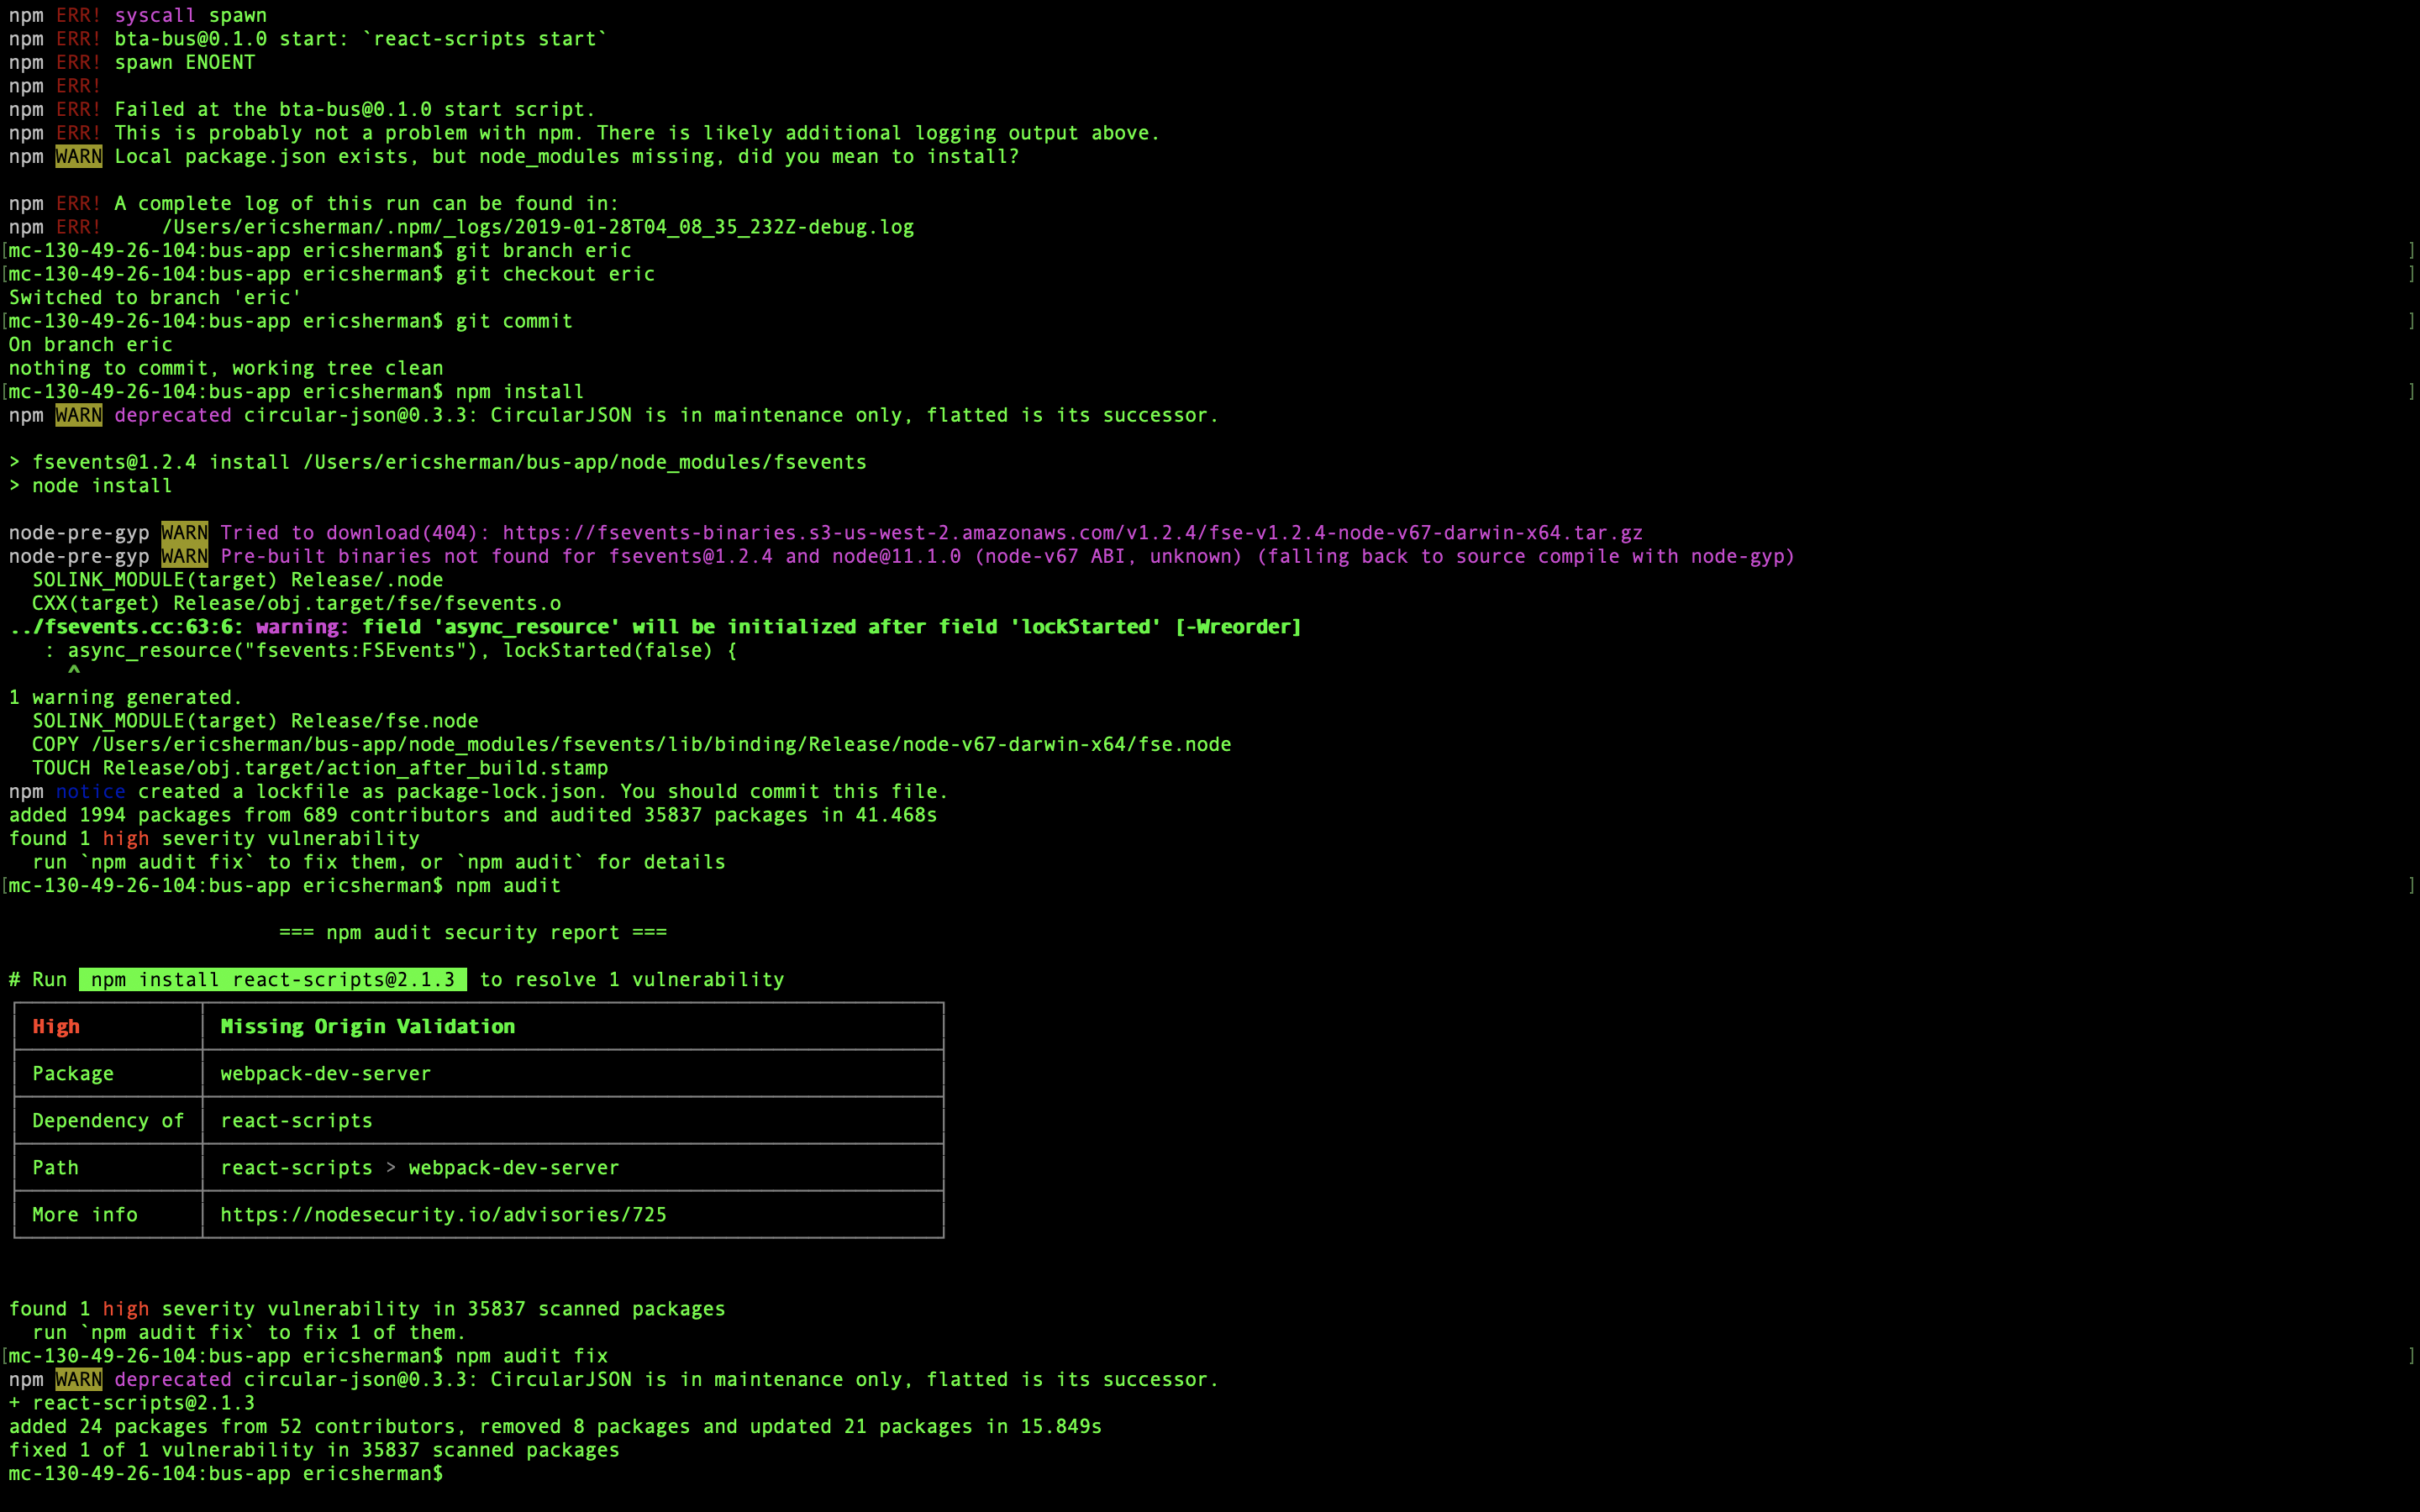 npm ERR! syscall spawn
npm ERR! bta-bus@0.1.0 start: `react-scripts start`
npm ERR! spawn ENOENT
npm ERR!
npm ERR! Failed at the bta-bus@0.1.0 start script.
npm ERR! This is probably not a problem with npm. There is likely additional logging output above.
npm WARN Local package.json exists, but node_modules missing, did you mean to install?
npm ERR! A complete log of this run can be found in:
npm ERR!     /Users/ericsherman/.npm/_logs/2019-01-28T04_08_35_232Z-debug.log
[mc-130-49-26-104:bus-app ericsherman$ git branch eric ]
[mc-130-49-26-104:bus-app ericsherman$ git checkout eric ]
Switched to branch 'eric'
[mc-130-49-26-104:bus-app ericsherman$ git commit ]
On branch eric
nothing to commit, working tree clean
[mc-130-49-26-104:bus-app ericsherman$ npm install ]
npm WARN deprecated circular-json@0.3.3: CircularJSON is in maintenance only, flatted is its successor.
> fsevents@1.2.4 install /Users/ericsherman/bus-app/node_modules/fsevents
> node install
node-pre-gyp WARN Tried to download(404): https://fsevents-binaries.s3-us-west-2.amazonaws.com/v1.2.4/fse-v1.2.4-node-v67-darwin-x64.tar.gz
node-pre-gyp WARN Pre-built binaries not found for fsevents@1.2.4 and node@11.1.0 (node-v67 ABI, unknown) (falling back to source compile with node-gyp)
  SOLINK_MODULE(target) Release/.node
  CXX(target) Release/obj.target/fse/fsevents.o
../fsevents.cc:63:6: warning: field 'async_resource' will be initialized after field 'lockStarted' [-Wreorder]
   : async_resource("fsevents:FSEvents"), lockStarted(false) {
     ^
1 warning generated.
  SOLINK_MODULE(target) Release/fse.node
  COPY /Users/ericsherman/bus-app/node_modules/fsevents/lib/binding/Release/node-v67-darwin-x64/fse.node
  TOUCH Release/obj.target/action_after_build.stamp
npm notice created a lockfile as package-lock.json. You should commit this file.
added 1994 packages from 689 contributors and audited 35837 packages in 41.468s
found 1 high severity vulnerability
  run `npm audit fix` to fix them, or `npm audit` for details
[mc-130-49-26-104:bus-app ericsherman$ npm audit ]
=== npm audit security report ===
# Run  npm install react-scripts@2.1.3  to resolve 1 vulnerability
High Missing Origin Validation
Package webpack-dev-server
Dependency of react-scripts
Path react-scripts > webpack-dev-server
More info https://nodesecurity.io/advisories/725
found 1 high severity vulnerability in 35837 scanned packages
  run `npm audit fix` to fix 1 of them.
[mc-130-49-26-104:bus-app ericsherman$ npm audit fix ]
npm WARN deprecated circular-json@0.3.3: CircularJSON is in maintenance only, flatted is its successor.
+ react-scripts@2.1.3
added 24 packages from 52 contributors, removed 8 packages and updated 21 packages in 15.849s
fixed 1 of 1 vulnerability in 35837 scanned packages
mc-130-49-26-104:bus-app ericsherman$